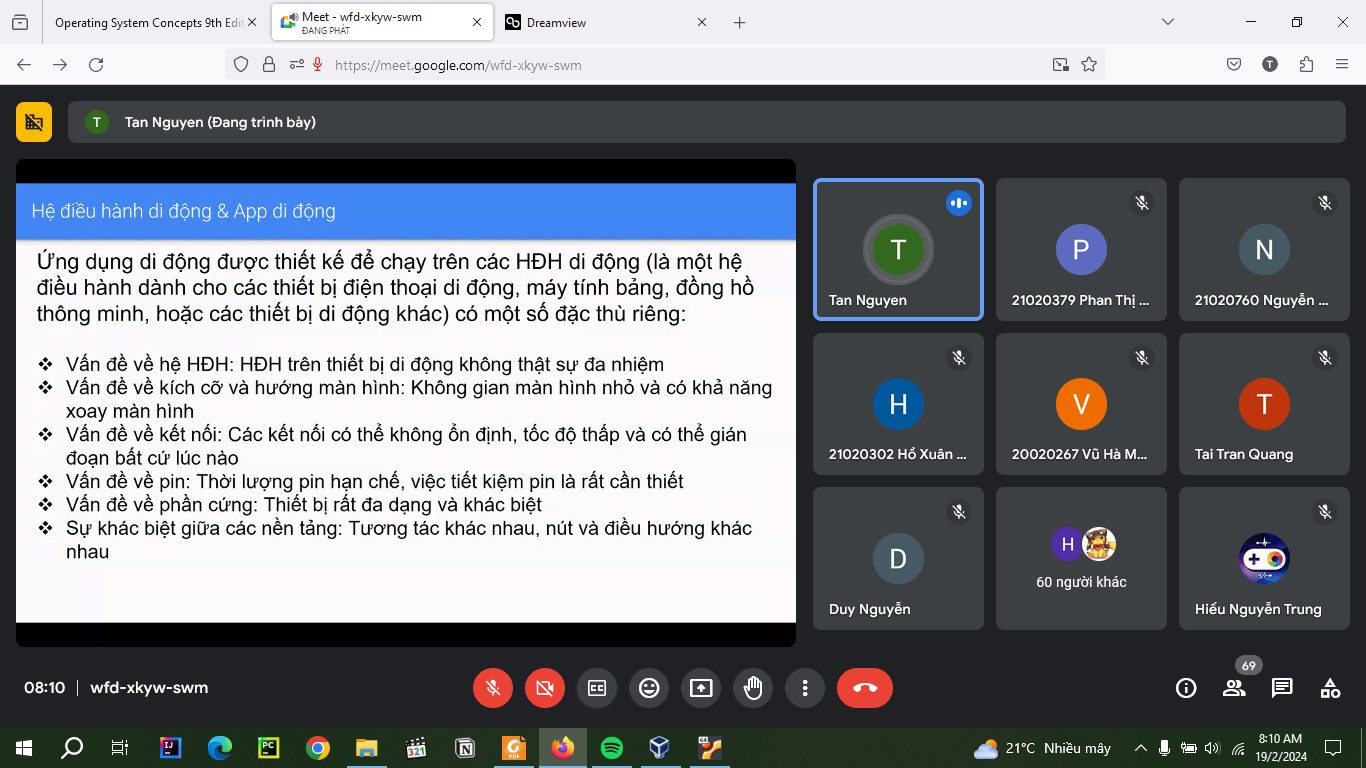 Operating System Concepts 9th Edit
Meet - wfd-xkyw-swm
ĐANG PHÁT
Dreamview
https://meet.google.com/wfd-xkyw-swm
T
T
Tan Nguyen (Đang trình bày)
Hệ điều hành di động & App di động
Ứng dụng di động được thiết kế để chạy trên các HĐH di động (là một hệ
điều hành dành cho các thiết bị điện thoại di động, máy tính bảng, đồng hồ
thông minh, hoặc các thiết bị di động khác) có một số đặc thù riêng:
❖ Vấn đề về hệ HĐH: HĐH trên thiết bị di động không thật sự đa nhiệm
❖ Vấn đề về kích cỡ và hướng màn hình: Không gian màn hình nhỏ và có khả năng
xoay màn hình
❖ Vấn đề về kết nối: Các kết nối có thể không ổn định, tốc độ thấp và có thể gián
đoạn bất cứ lúc nào
❖ Vấn đề về pin: Thời lượng pin hạn chế, việc tiết kiệm pin là rất cần thiết
❖ Vấn đề về phần cứng: Thiết bị rất đa dạng và khác biệt
❖ Sự khác biệt giữa các nền tảng: Tương tác khác nhau, nút và điều hướng khác
nhau
T
Tan Nguyen
P
21020379 Phan Thị ...
N
21020760 Nguyễn ...
H
21020302 Hồ Xuân ...
V
20020267 Vũ Hà M...
T
Tai Tran Quang
D
Duy Nguyễn
H
60 người khác
Hiếu Nguyễn Trung
08:10 | wfd-xkyw-swm
69
IJ
PC
321
N
PDF
64
21°C Nhiều mây
8:10 AM
19/2/2024